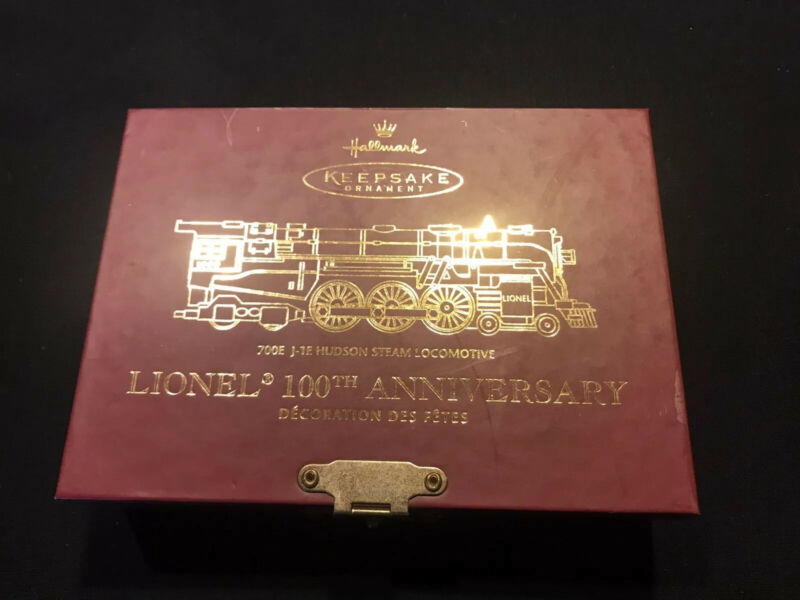 Hallmark
KEEPSAKE
ORNAMENT
LIONEL
700E J-1E HUDSON STEAM LOCOMOTIVE
LIONEL® 100TH ANNIVERSARY
DÉCORATION DES FÊTES